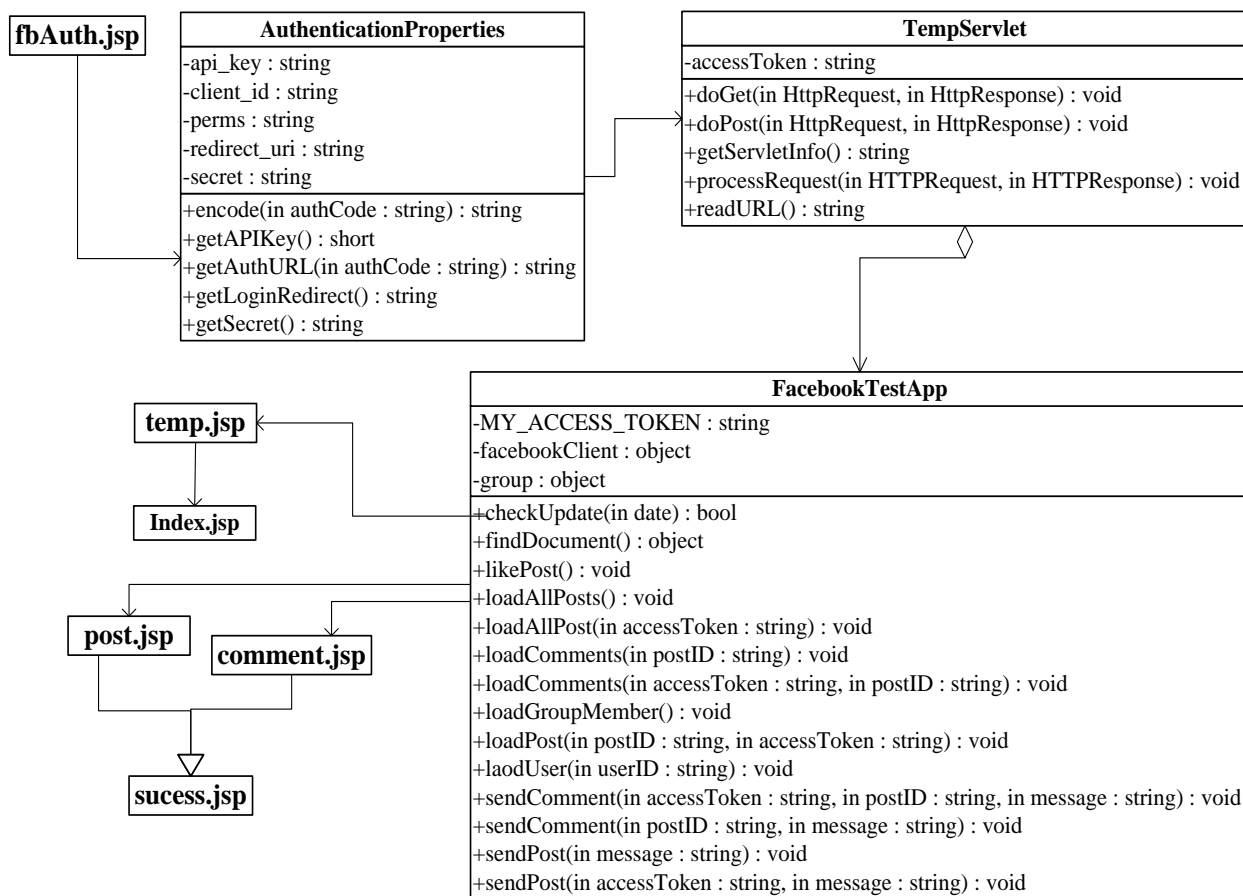 fbAuth.jsp
AuthenticationProperties
-api_key : string
-client_id : string
-perms : string
-redirect_uri : string
-secret : string
+encode(in authCode : string) : string
+getAPIKey() : short
+getAuthURL(in authCode : string) : string
+getLoginRedirect() : string
+getSecret() : string
TempServlet
-accessToken : string
+doGet(in HttpRequest, in HttpResponse) : void
+doPost(in HttpRequest, in HttpResponse) : void
+getServletInfo() : string
+processRequest(in HTTPRequest, in HTTPResponse) : void
+readURL() : string
temp.jsp
Index.jsp
post.jsp
comment.jsp
sucess.jsp
FacebookTestApp
-MY_ACCESS_TOKEN : string
-facebookClient : object
-group : object
+checkUpdate(in date) : bool
+findDocument() : object
+likePost() : void
+loadAllPosts() : void
+loadAllPost(in accessToken : string) : void
+loadComments(in postID : string) : void
+loadComments(in accessToken : string, in postID : string) : void
+loadGroupMember() : void
+loadPost(in postID : string, in accessToken : string) : void
+laodUser(in userID : string) : void
+sendComment(in accessToken : string, in postID : string, in message : string) : void
+sendComment(in postID : string, in message : string) : void
+sendPost(in message : string) : void
+sendPost(in accessToken : string, in message : string) : void